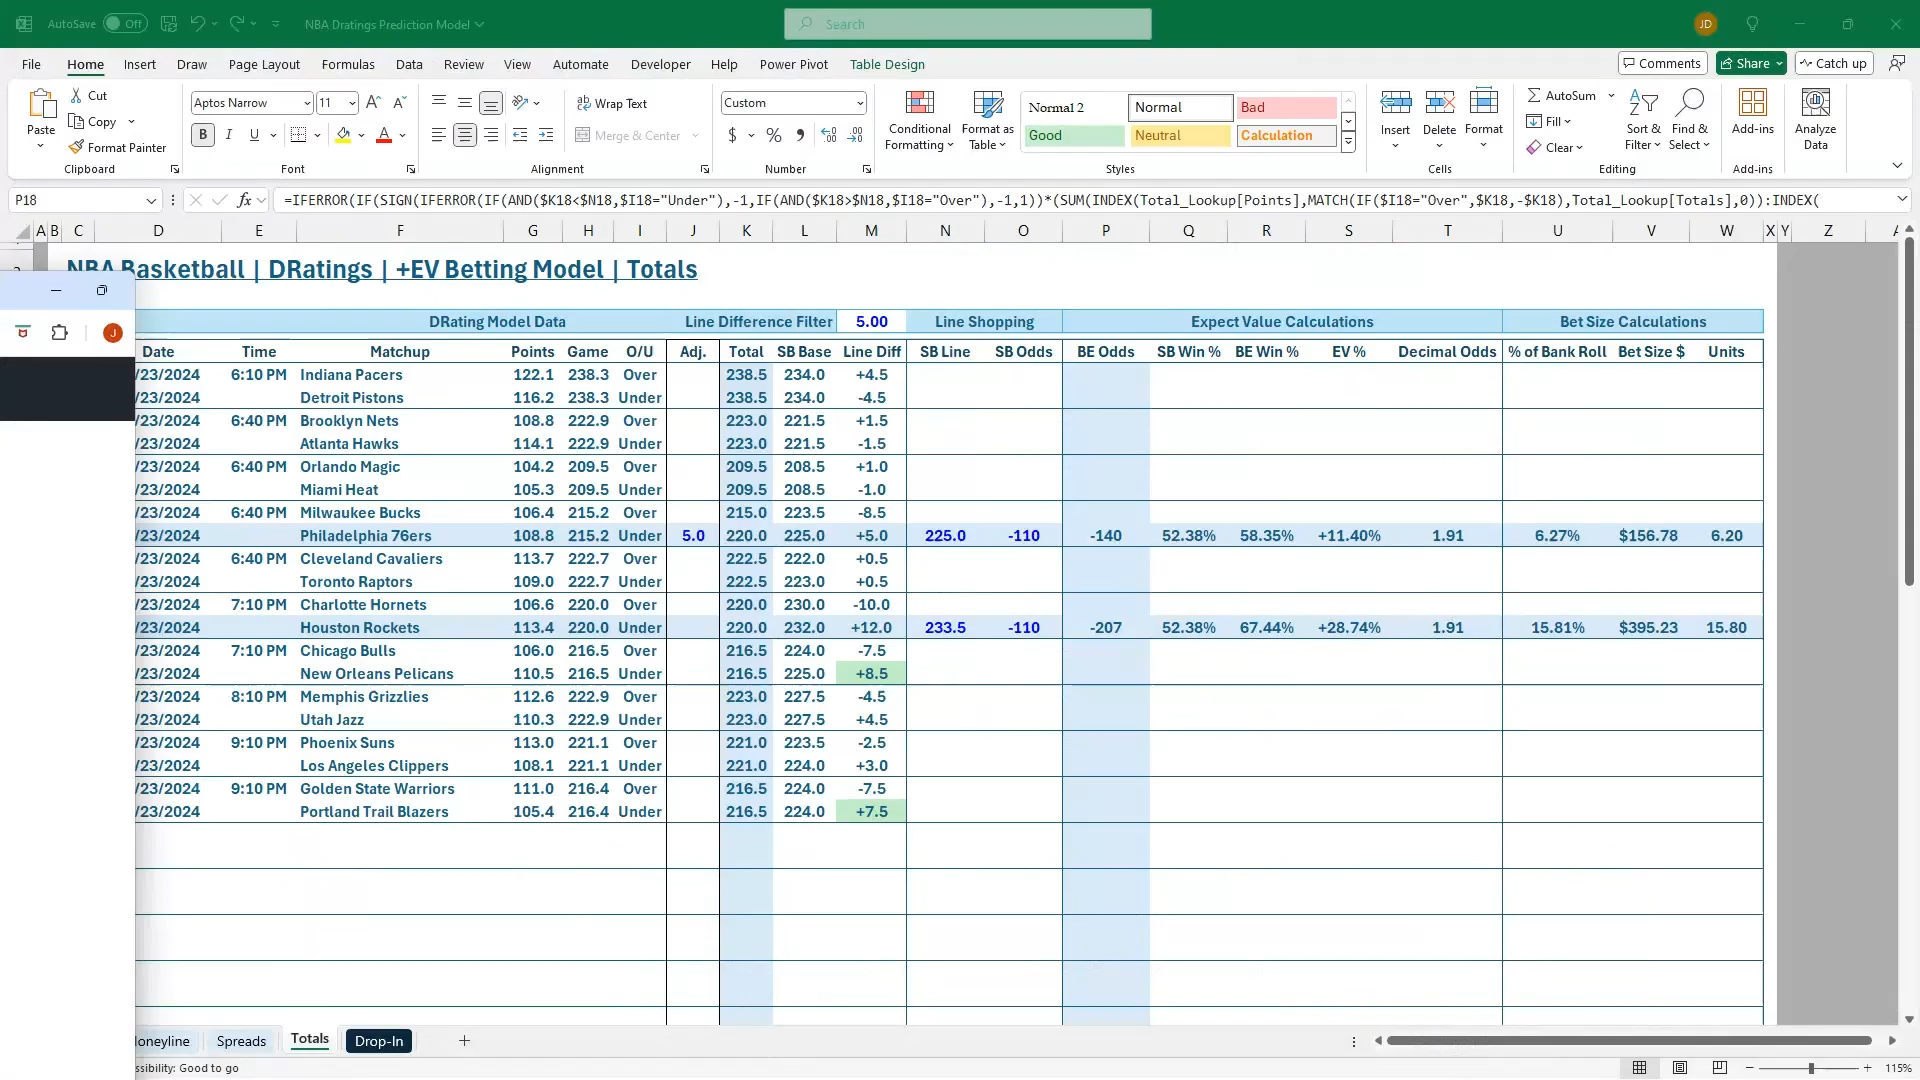 AutoSave Off NBA Dratings Prediction Model Search JD
File Home Insert Draw Page Layout Formulas Data Review View Automate Developer Help Power Pivot Table Design Comments Share Catch up
Paste Cut Copy Format Painter Clipboard
Aptos Narrow 11 B I U Font
Wrap Text Merge & Center Alignment
Custom $ % Number
Conditional Formatting Format as Table
Normal 2 Normal Bad
Good Neutral Calculation
Styles
Insert Delete Format Cells
AutoSum Fill Clear Sort & Filter Find & Select Editing
Add-ins Add-ins
Analyze Data
P18 fx =IFERROR(IF(SIGN(IFERROR(IF(AND($K18<$N18,$I18="Under"),-1,IF(AND($K18>$N18,$I18="Over"),-1,1))*(SUM(INDEX(Total_Lookup[Points],MATCH(IF($I18="Over",$K18,-$K18),Total_Lookup[Totals],0)):INDEX(
A B C D E F G H I J K L M N O P Q R S T U V W X Y Z
NBA Basketball | DRatings | +EV Betting Model | Totals
DRating Model Data Line Difference Filter 5.00 Line Shopping Expect Value Calculations Bet Size Calculations
Date Time Matchup Points Game O/U Adj. Total SB Base Line Diff SB Line SB Odds BE Odds SB Win % BE Win % EV % Decimal Odds % of Bank Roll Bet Size $ Units
/23/2024 6:10 PM Indiana Pacers 122.1 238.3 Over 238.5 234.0 +4.5
/23/2024 Detroit Pistons 116.2 238.3 Under 238.5 234.0 -4.5
/23/2024 6:40 PM Brooklyn Nets 108.8 222.9 Over 223.0 221.5 +1.5
/23/2024 Atlanta Hawks 114.1 222.9 Under 223.0 221.5 -1.5
/23/2024 6:40 PM Orlando Magic 104.2 209.5 Over 209.5 208.5 +1.0
/23/2024 Miami Heat 105.3 209.5 Under 209.5 208.5 -1.0
/23/2024 6:40 PM Milwaukee Bucks 106.4 215.2 Over 215.0 223.5 -8.5
/23/2024 Philadelphia 76ers 108.8 215.2 Under 5.0 220.0 225.0 +5.0 225.0 -110 -140 52.38% 58.35% +11.40% 1.91 6.27% $156.78 6.20
/23/2024 6:40 PM Cleveland Cavaliers 113.7 222.7 Over 222.5 222.0 +0.5
/23/2024 Toronto Raptors 109.0 222.7 Under 222.5 223.0 +0.5
/23/2024 7:10 PM Charlotte Hornets 106.6 220.0 Over 220.0 230.0 -10.0
/23/2024 Houston Rockets 113.4 220.0 Under 220.0 232.0 +12.0 233.5 -110 -207 52.38% 67.44% +28.74% 1.91 15.81% $395.23 15.80
/23/2024 7:10 PM Chicago Bulls 106.0 216.5 Over 216.5 224.0 -7.5
/23/2024 New Orleans Pelicans 110.5 216.5 Under 216.5 225.0 +8.5
/23/2024 8:10 PM Memphis Grizzlies 112.6 222.9 Over 223.0 227.5 -4.5
/23/2024 Utah Jazz 110.3 222.9 Under 223.0 227.5 +4.5
/23/2024 9:10 PM Phoenix Suns 113.0 221.1 Over 221.0 223.5 -2.5
/23/2024 Los Angeles Clippers 108.1 221.1 Under 221.0 224.0 +3.0
/23/2024 9:10 PM Golden State Warriors 111.0 216.4 Over 216.5 224.0 -7.5
/23/2024 Portland Trail Blazers 105.4 216.4 Under 216.5 224.0 +7.5
J
oneyline Spreads Totals Drop-In +
ssibility: Good to go 115%